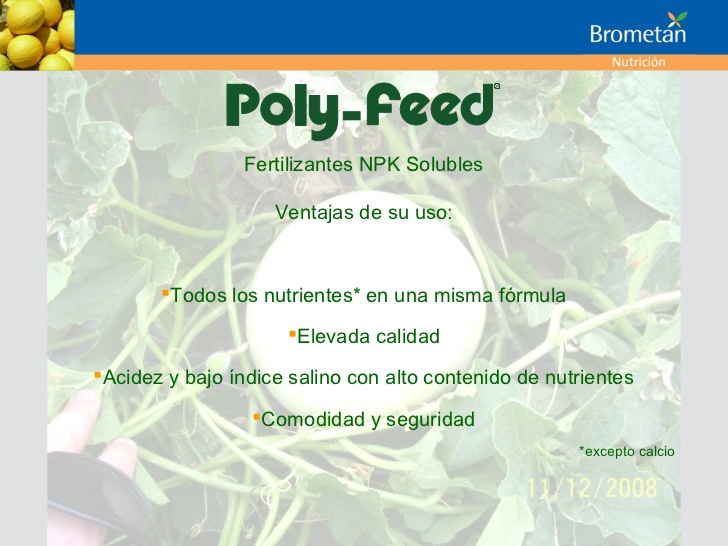 Brometán
Nutrición
Poly-Feed
Fertilizantes NPK Solubles
Ventajas de su uso:
▪Todos los nutrientes* en una misma fórmula
▪Elevada calidad
▪Acidez y bajo índice salino con alto contenido de nutrientes
▪Comodidad y seguridad
*excepto calcio
11/12/2008